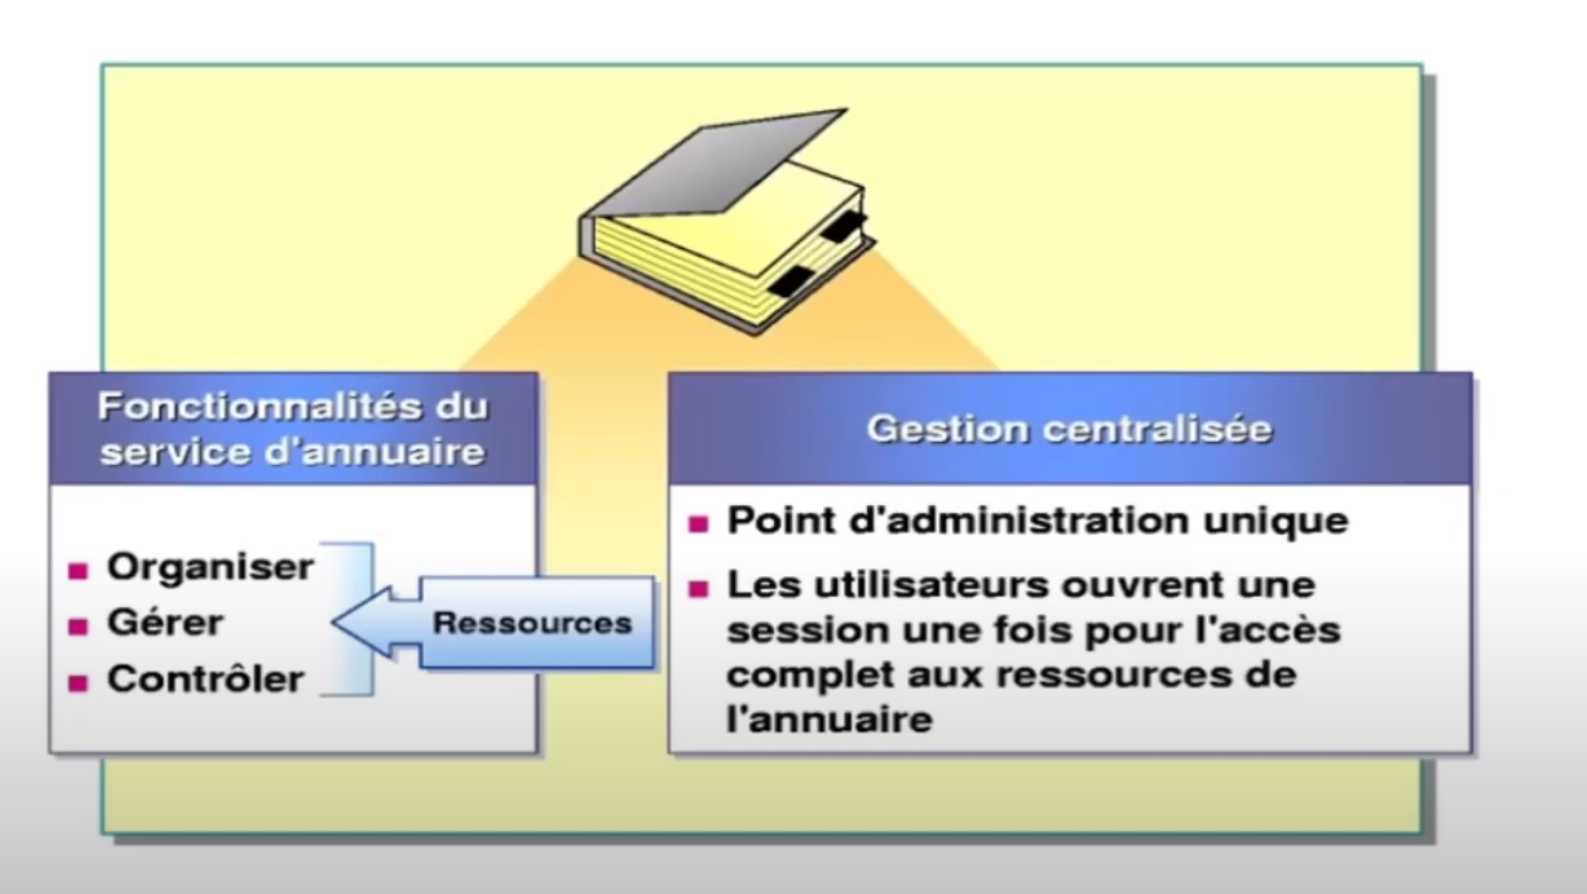 Fonctionnalités du
service d'annuaire
Organiser
Gérer
Contrôler
Ressources
Gestion centralisée
Point d'administration unique
Les utilisateurs ouvrent une
session une fois pour l'accès
complet aux ressources de
l'annuaire